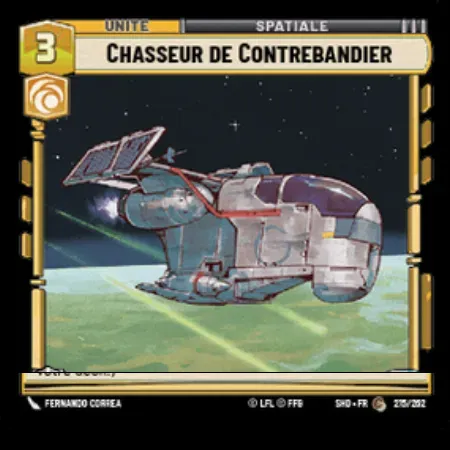 UNITÉ
SPATIALE
3
CHASSEUR DE CONTREBANDIER
FERNANDO CORREA
© LFL © FFG
SHD • FR
215/262